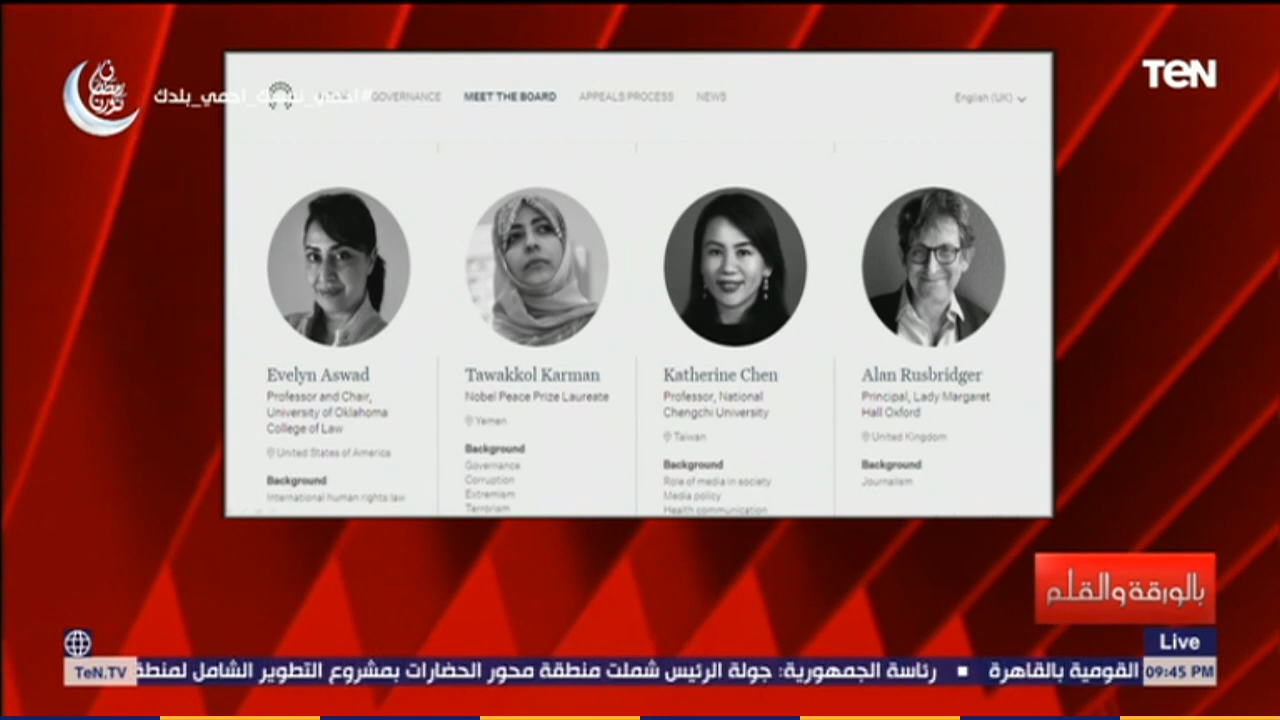 TeN
GOVERNANCE
MEET THE BOARD
APPEALS PROCESS
NEWS
English (UK)
Evelyn Aswad
Professor and Chair,
University of Oklahoma
College of Law
United States of America
Background
International human rights law
Tawakkol Karman
Nobel Peace Prize Laureate
Yemen
Background
Governance
Corruption
Extremism
Terrorism
Katherine Chen
Professor, National
Chengchi University
Taiwan
Background
Role of media in society
Media policy
Health communication
Alan Rusbridger
Principal, Lady Margaret
Hall Oxford
United Kingdom
Background
Journalism
بالورقة والقلم
Live
09:45 PM
القومية بالقاهرة ■ رئاسة الجمهورية: جولة الرئيس شملت منطقة محور الحضارات بمشروع التطوير الشامل لمنطقة
TeN.TV